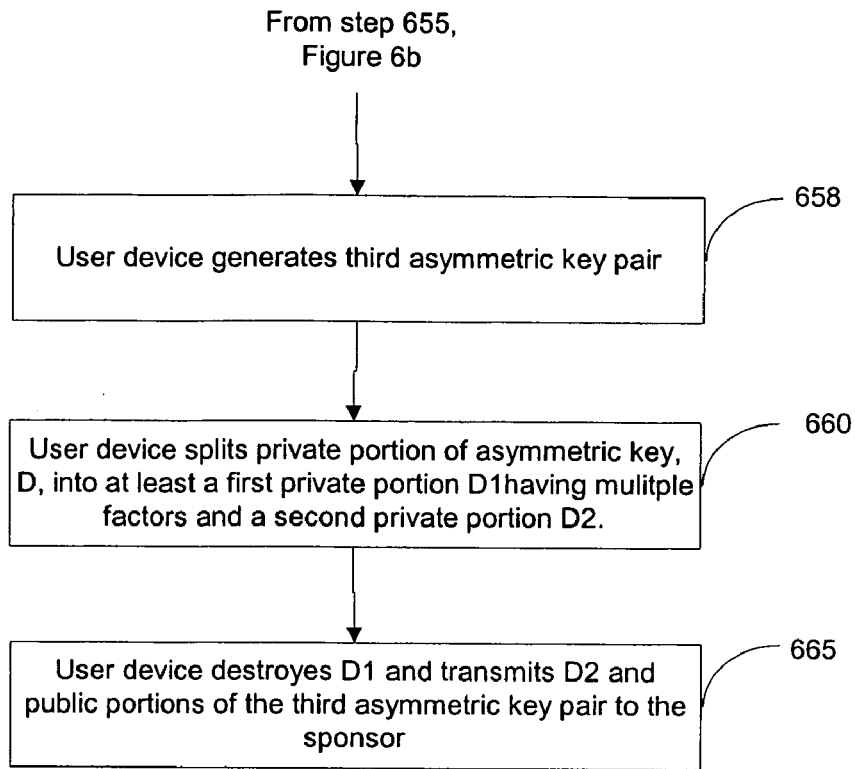 From step 655,
Figure 6b
658
User device generates third asymmetric key pair
660
User device splits private portion of asymmetric key,
D, into at least a first private portion D1having mulitple
factors and a second private portion D2.
665
User device destroyes D1 and transmits D2 and
public portions of the third asymmetric key pair to the
sponsor